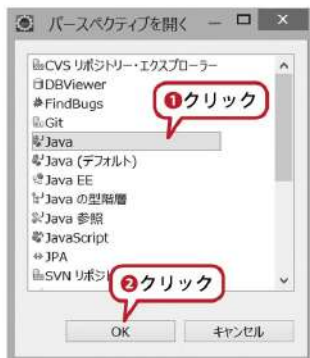 パースペクティブを開く
CVS リポジトリー・エクスプローラー
DBViewer
FindBugs
❶クリック
Git
Java
Java (デフォルト)
Java EE
Java の型階層
Java 参照
JavaScript
JPA
SVN リポジ
❷クリック
OK キャンセル